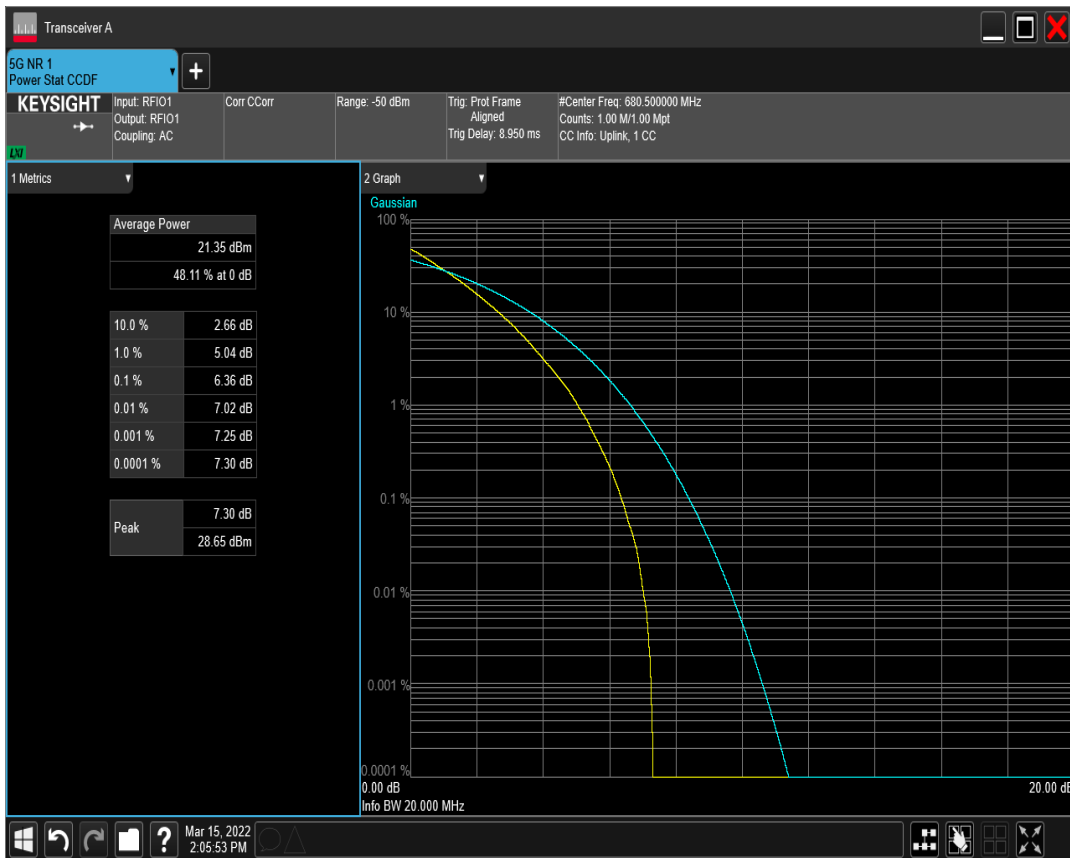 Transceiver A
5G NR 1
Power Stat CCDF
+
KEYSIGHT
LXI
Input: RFIO1
Output: RFIO1
Coupling: AC
Corr CCorr
Range: -50 dBm
Trig: Prot Frame
Aligned
Trig Delay: 8.950 ms
#Center Freq: 680.500000 MHz
Counts: 1.00 M/1.00 Mpt
CC Info: Uplink, 1 CC
1 Metrics
Average Power
21.35 dBm
48.11 % at 0 dB
10.0 % 2.66 dB
1.0 % 5.04 dB
0.1 % 6.36 dB
0.01 % 7.02 dB
0.001 % 7.25 dB
0.0001 % 7.30 dB
Peak
7.30 dB
28.65 dBm
2 Graph
Gaussian
100 %
10 %
1 %
0.1 %
0.01 %
0.001 %
0.0001 %
0.00 dB 20.00 dB
Info BW 20.000 MHz
?
Mar 15, 2022
2:05:53 PM